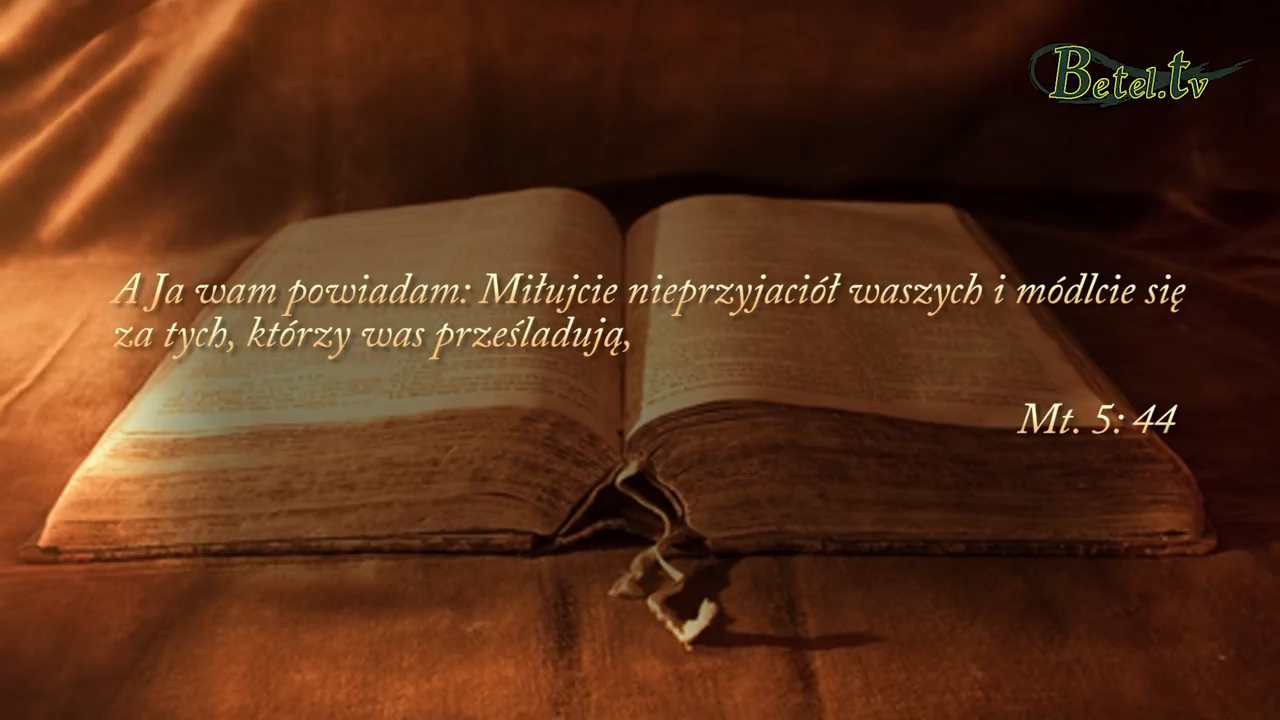 Betel.tv
A Ja wam powiadam: Miłujcie nieprzyjaciół waszych i módlcie się
za tych, którzy was prześladują,
Mt. 5: 44